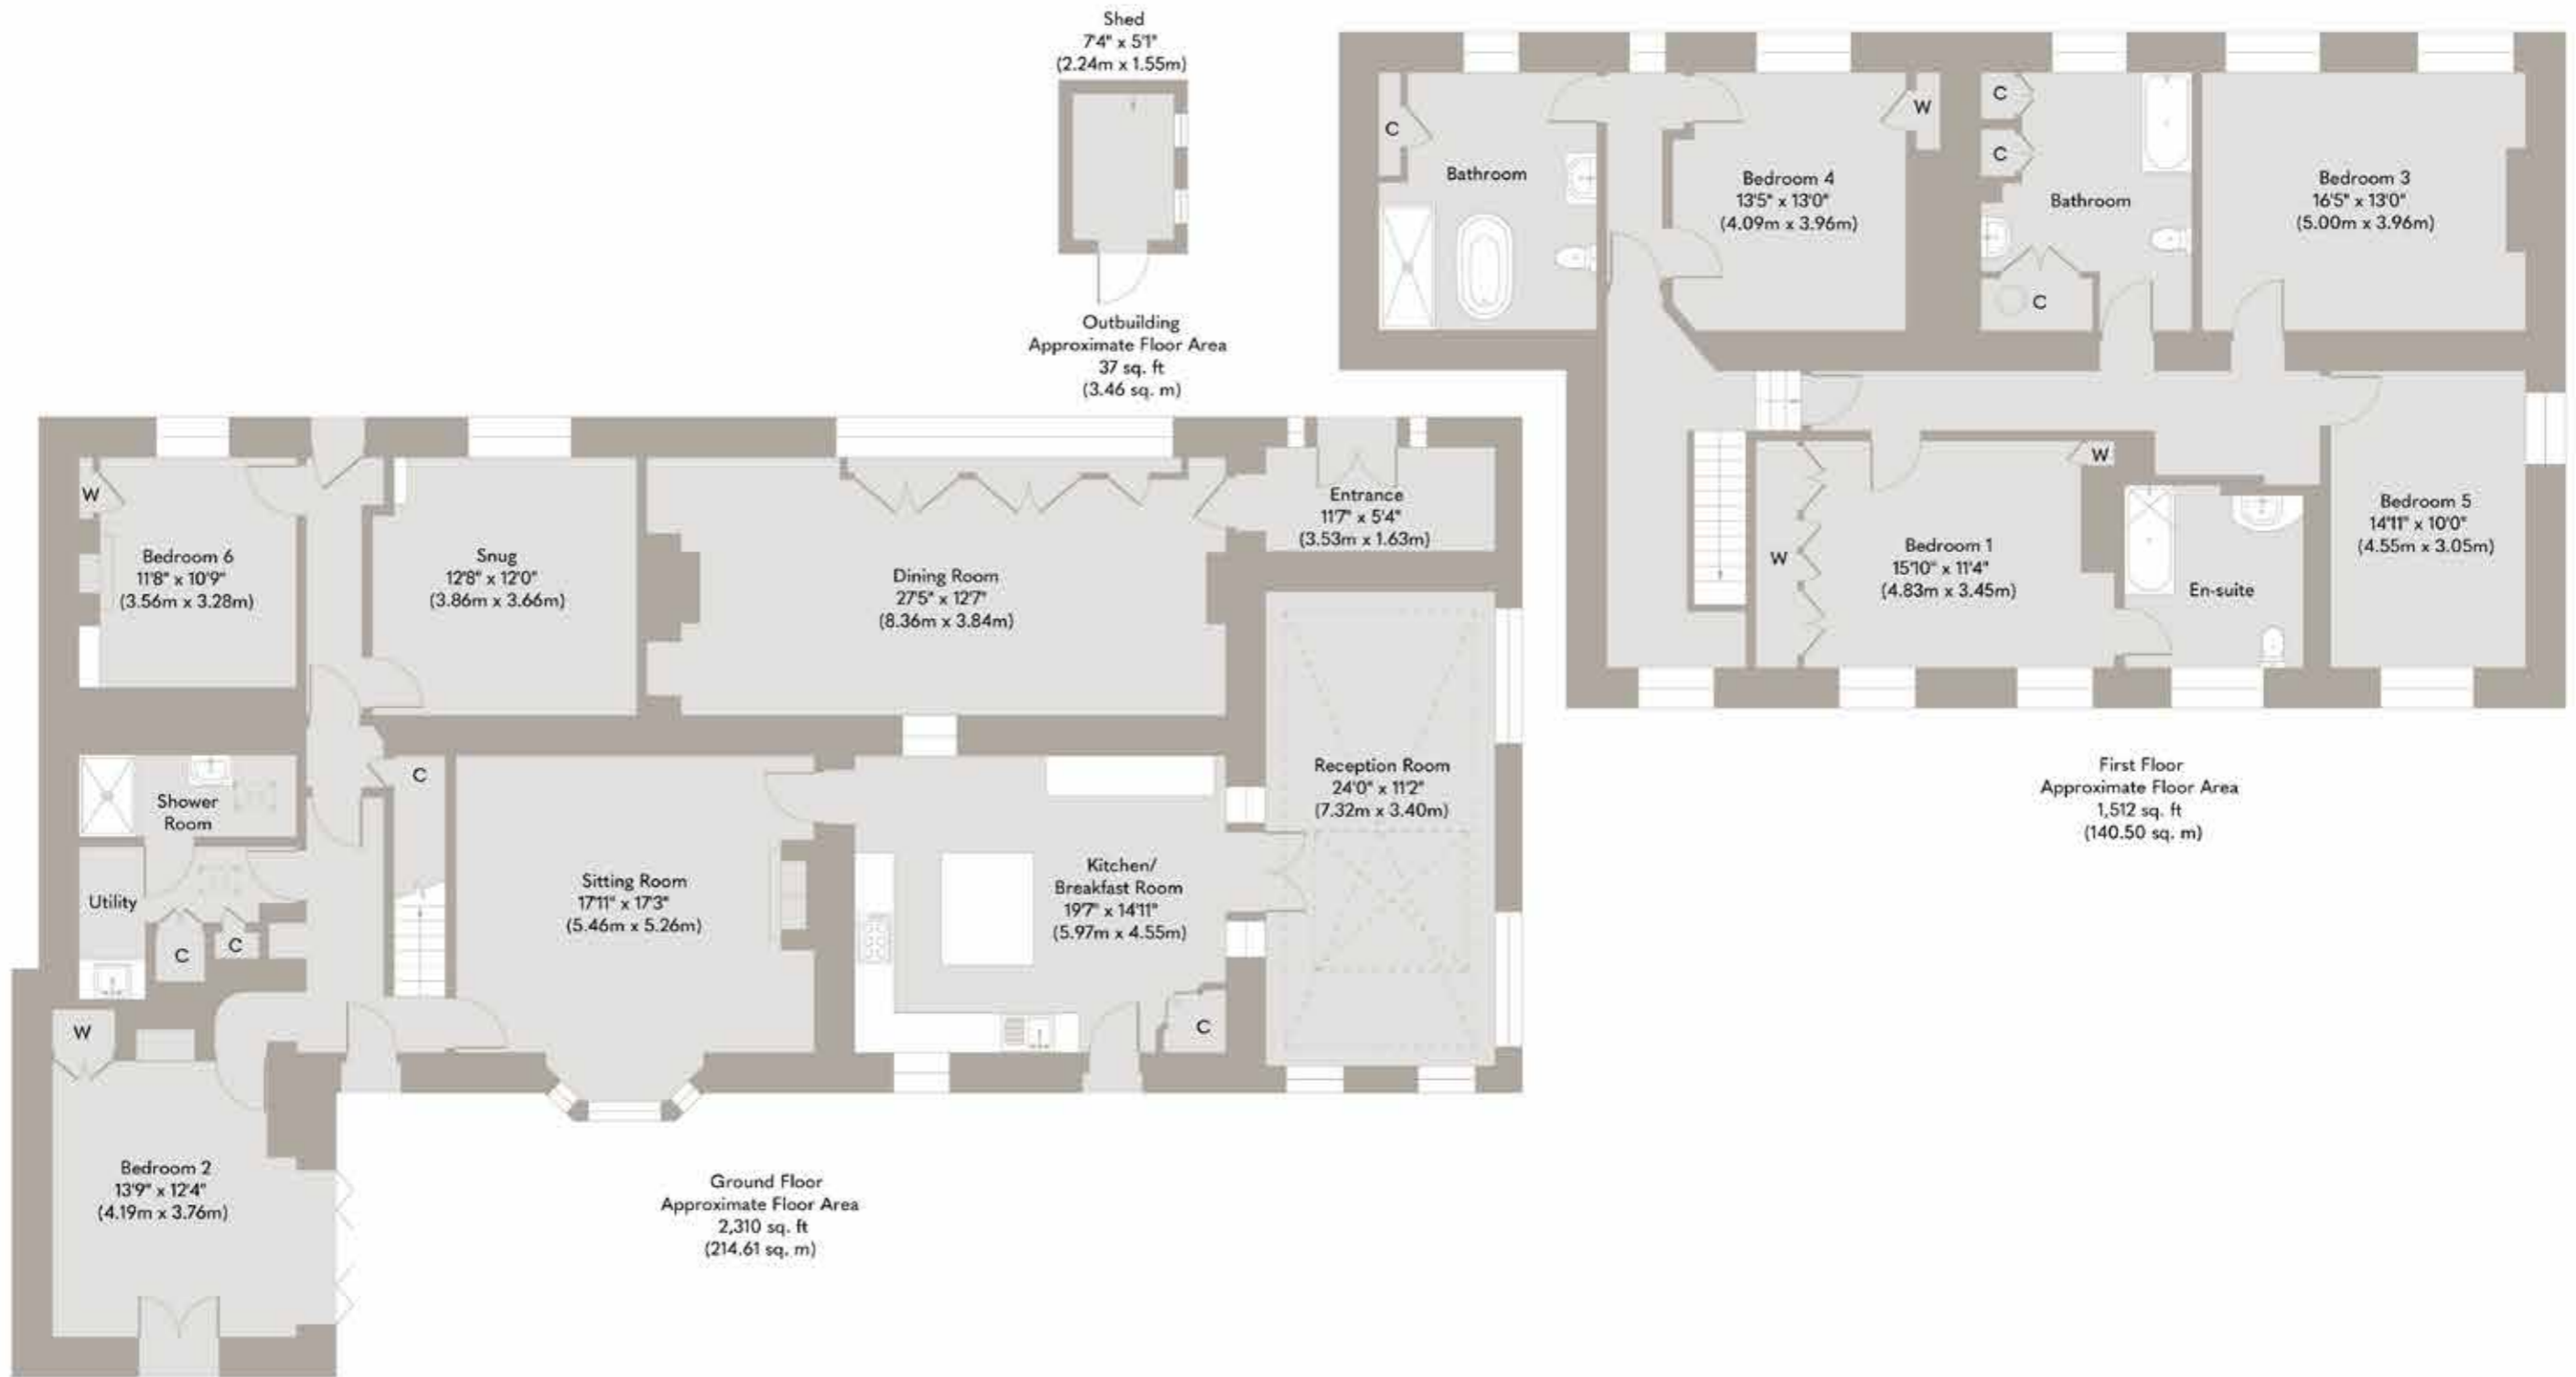 Shed
7'4" x 5'1"
(2.24m x 1.55m)
Outbuilding
Approximate Floor Area
37 sq. ft
(3.46 sq. m)
C
Bathroom
Bedroom 4
13'5" x 13'0"
(4.09m x 3.96m)
W
C
C
Bathroom
C
Bedroom 3
16'5" x 13'0"
(5.00m x 3.96m)
W
Bedroom 1
15'10" x 11'4"
(4.83m x 3.45m)
W
En-suite
Bedroom 5
14'11" x 10'0"
(4.55m x 3.05m)
First Floor
Approximate Floor Area
1,512 sq. ft
(140.50 sq. m)
W
Bedroom 6
11'8" x 10'9"
(3.56m x 3.28m)
Snug
12'8" x 12'0"
(3.86m x 3.66m)
Dining Room
27'5" x 12'7"
(8.36m x 3.84m)
Entrance
11'7" x 5'4"
(3.53m x 1.63m)
Shower
Room
C
Utility
C
C
Sitting Room
17'11" x 17'3"
(5.46m x 5.26m)
Kitchen/
Breakfast Room
19'7" x 14'11"
(5.97m x 4.55m)
C
Reception Room
24'0" x 11'2"
(7.32m x 3.40m)
W
Bedroom 2
13'9" x 12'4"
(4.19m x 3.76m)
Ground Floor
Approximate Floor Area
2,310 sq. ft
(214.61 sq. m)